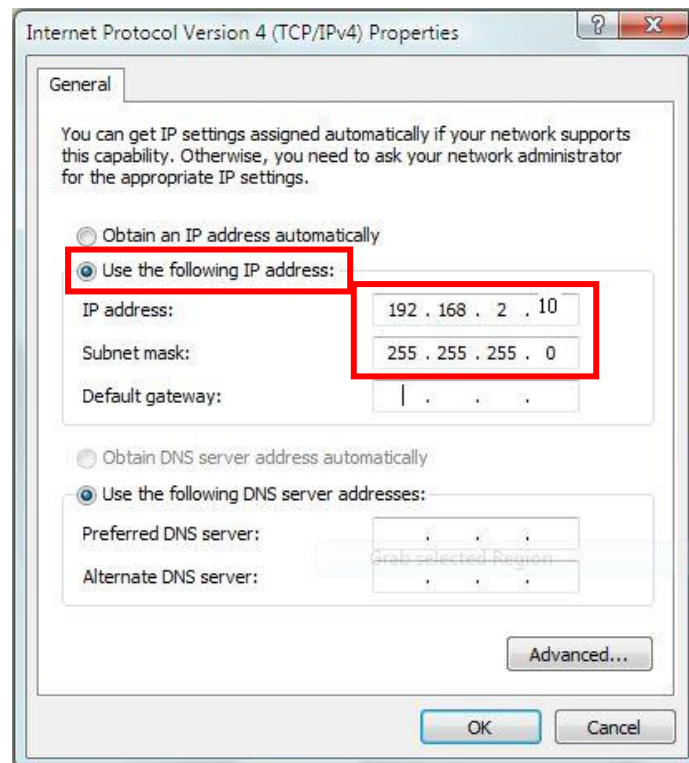 Internet Protocol Version 4 (TCP/IPv4) Properties
General
You can get IP settings assigned automatically if your network supports
this capability. Otherwise, you need to ask your network administrator
for the appropriate IP settings.
Obtain an IP address automatically
Use the following IP address:
IP address: 192 . 168 . 2 . 10
Subnet mask: 255 . 255 . 255 . 0
Default gateway: . . .
Obtain DNS server address automatically
Use the following DNS server addresses:
Preferred DNS server: . . .
Grab selected Region
Alternate DNS server: . . .
Advanced...
OK Cancel